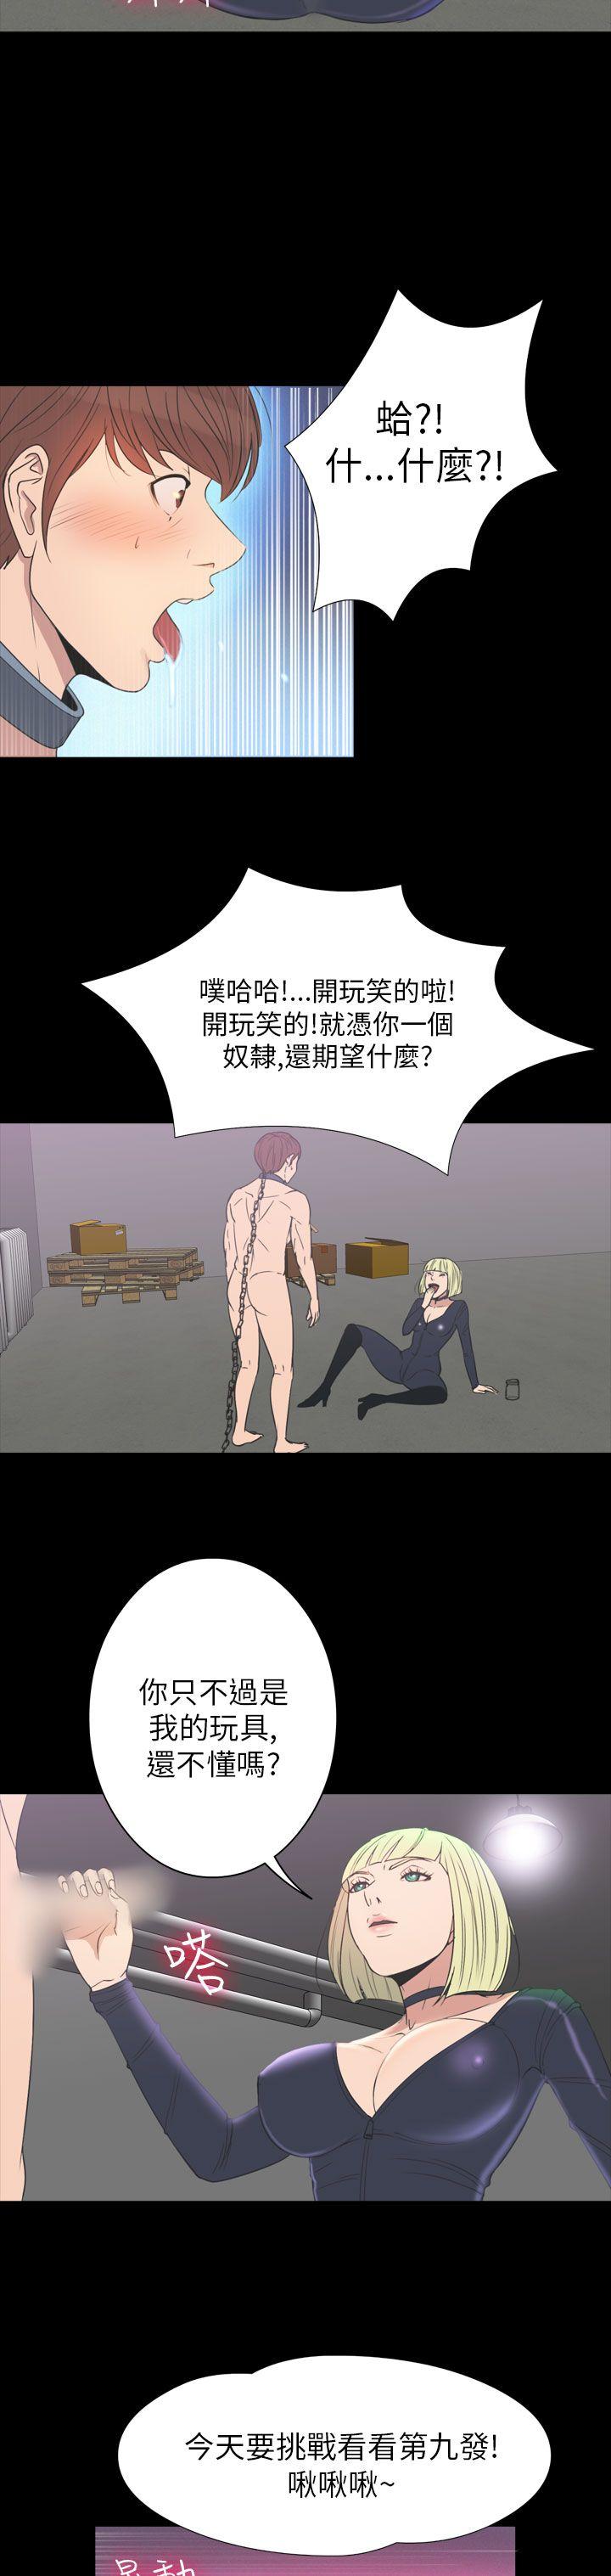 蛤?!
什...什麼?!
噗哈哈!...開玩笑的啦!
開玩笑的!就憑你一個
奴隸,還期望什麼?
你只不過是
我的玩具,
還不懂嗎?
嗒
今天要挑戰看看第九發!
啾啾啾~